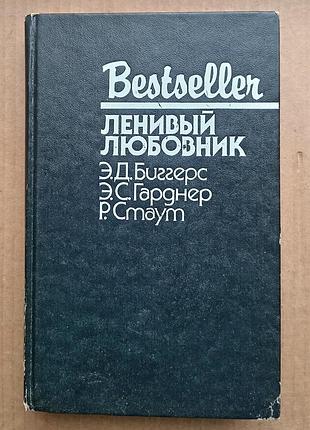 Bestseller
ЛЕНИВЫЙ
ЛЮБОВНИК
Э.Д.Биггерс
Э.С.Гарднер
Р.Стаут